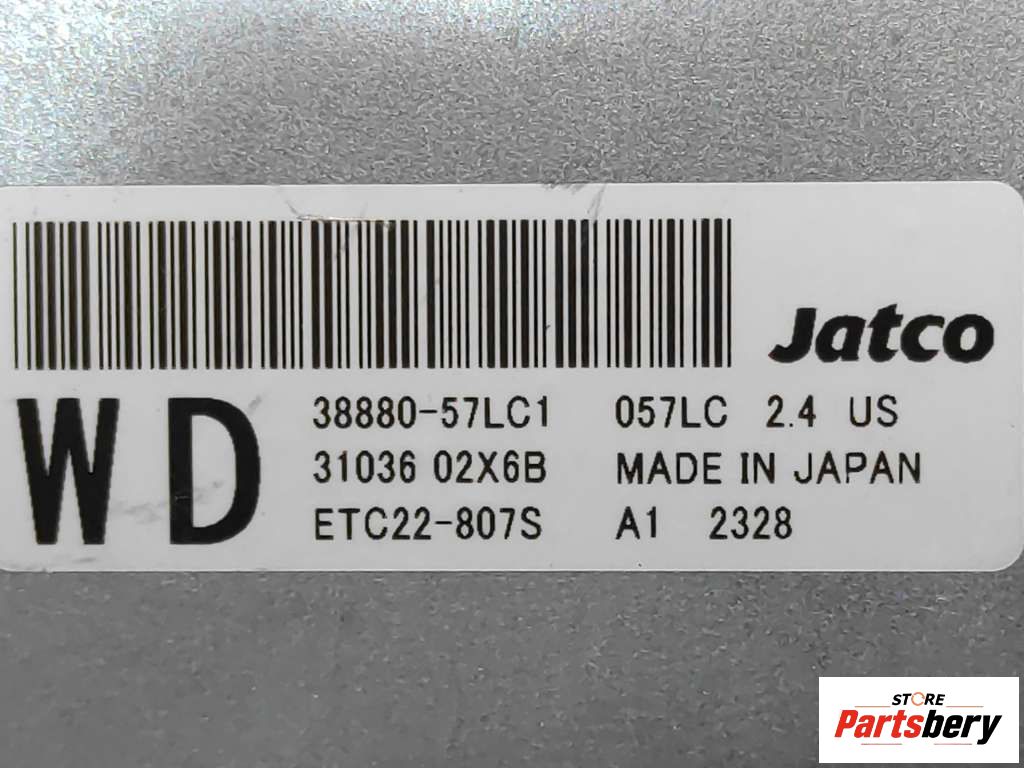 Jatco
WD
38880-57LC1 057LC 2.4 US
31036 02X6B MADE IN JAPAN
ETC22-807S A1 2328
STORE
Partsbery